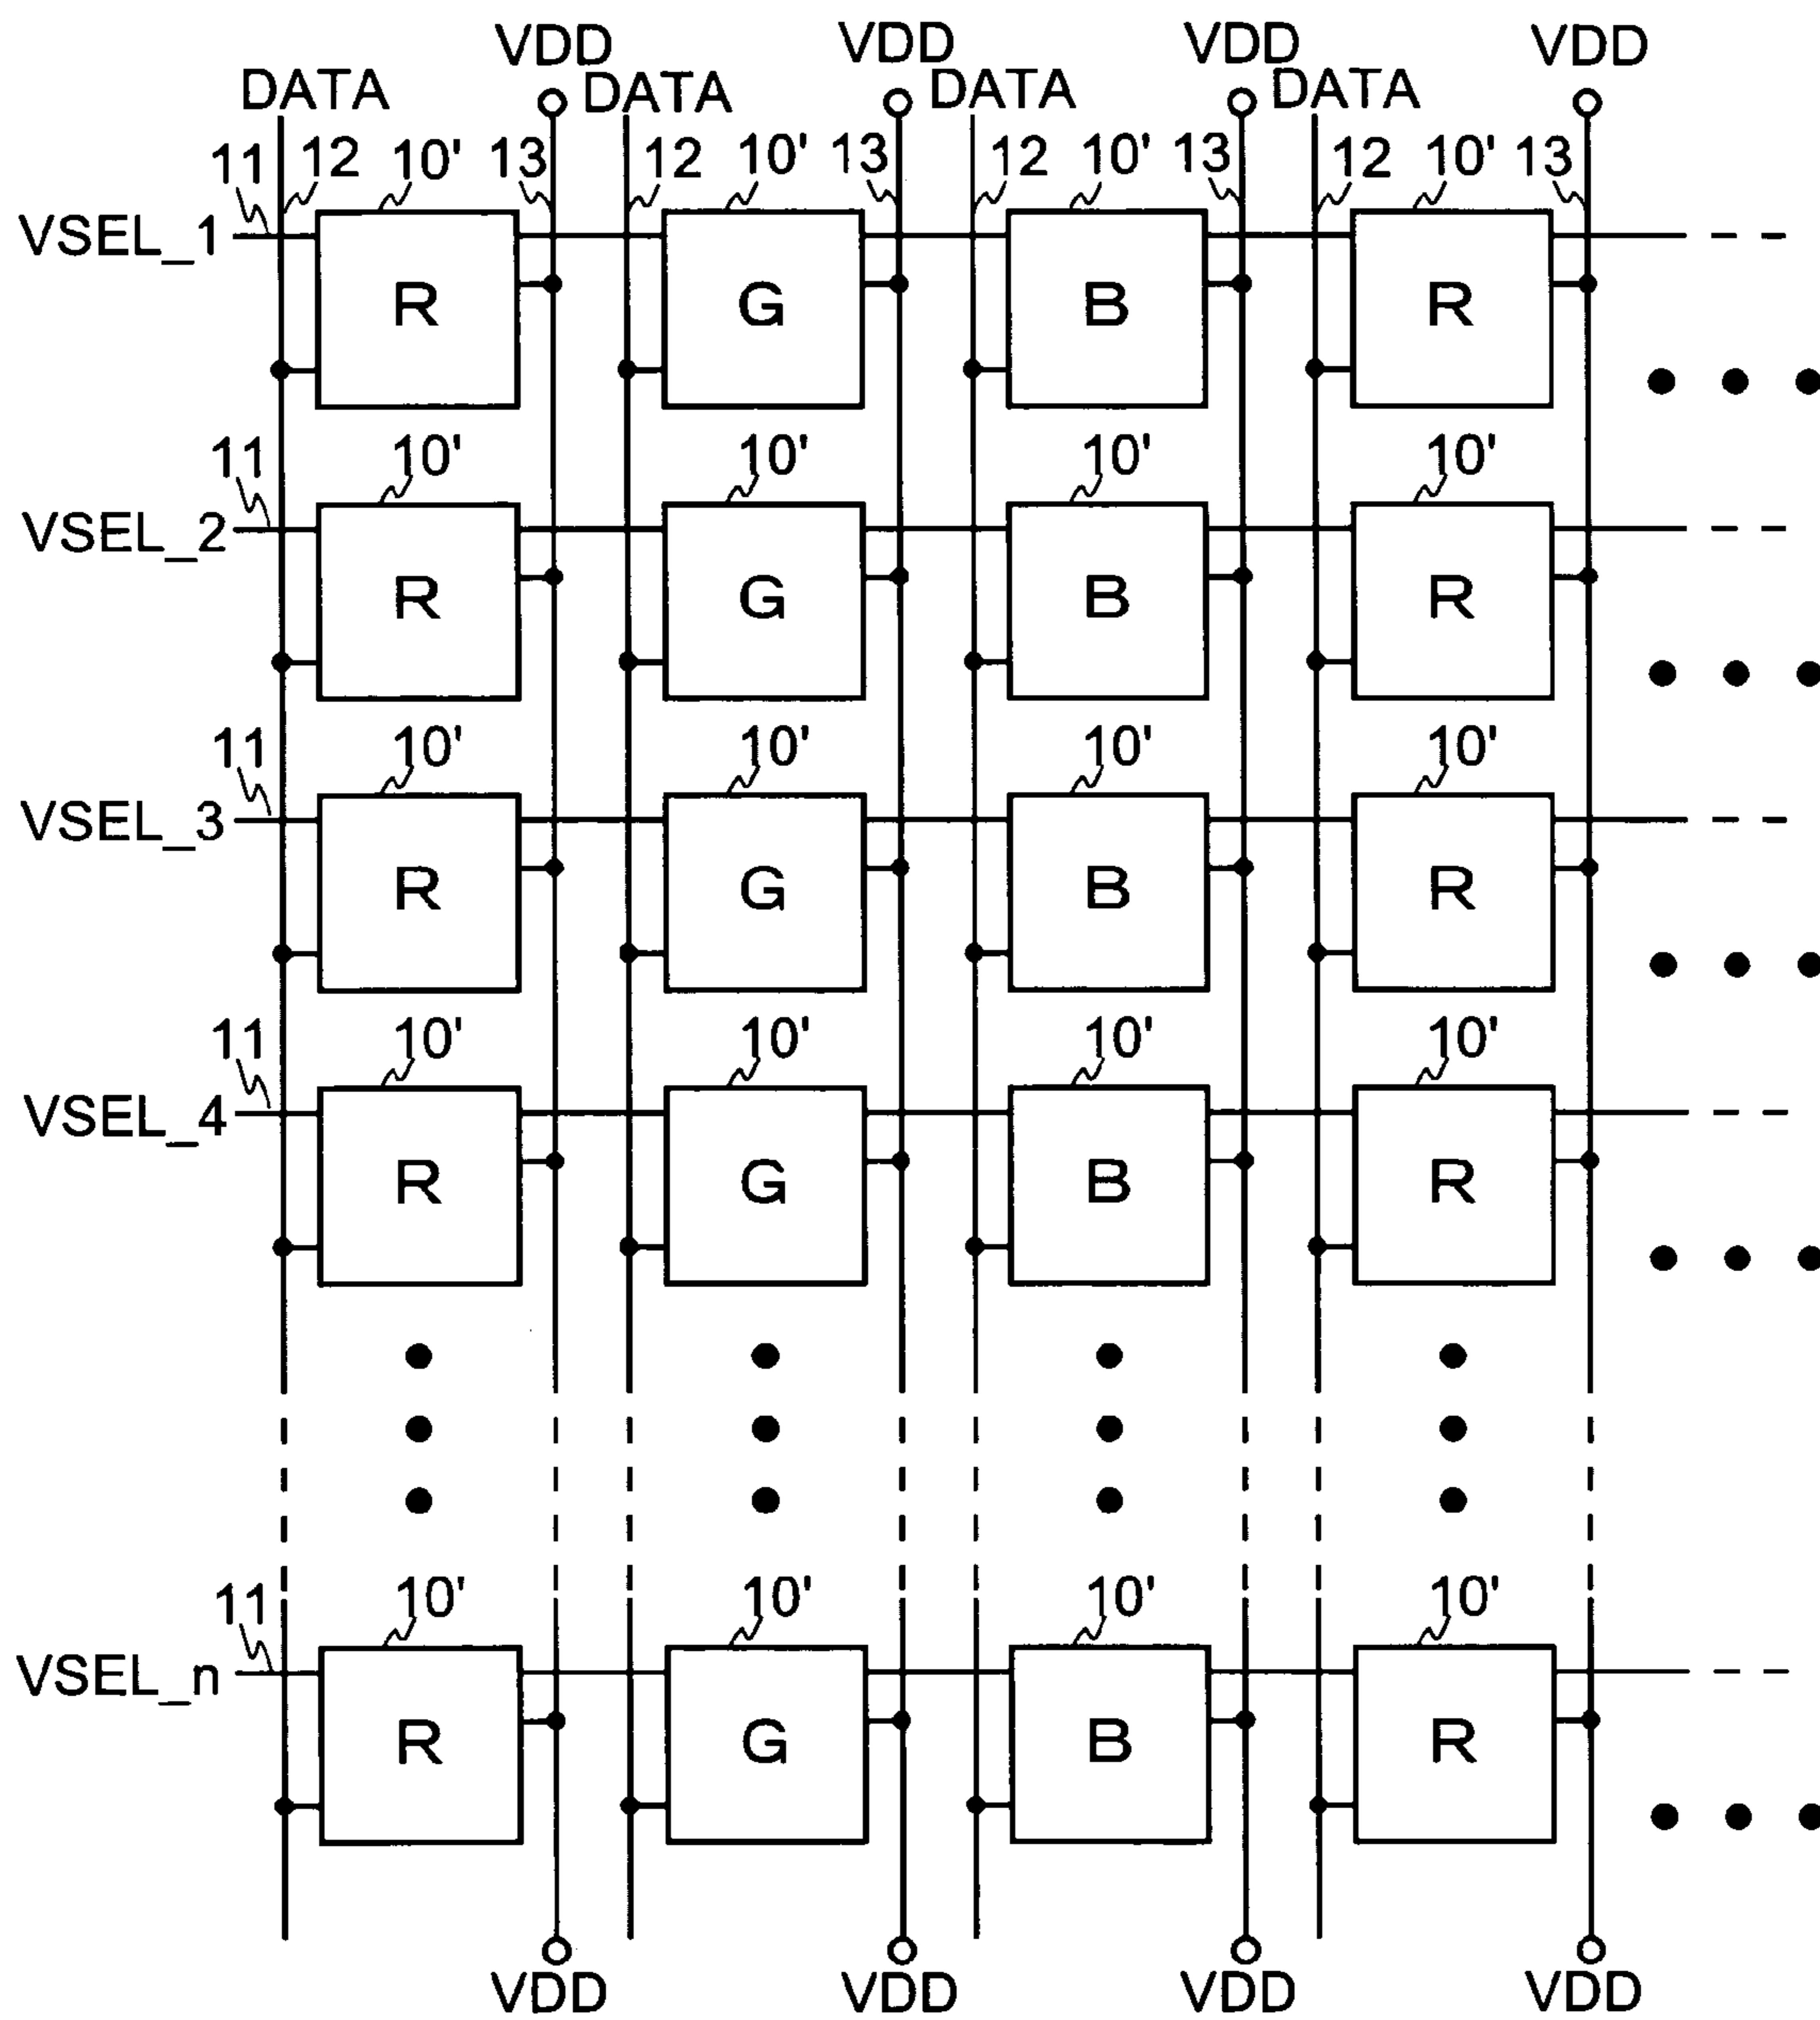 VDD VDD VDD VDD
DATA DATA DATA DATA
11 12 10' 13 12 10' 13 12 10' 13 12 10' 13
VSEL_1
R G B R
11 10' 10' 10' 10'
VSEL_2
R G B R
11 10' 10' 10' 10'
VSEL_3
R G B R
11 10' 10' 10' 10'
VSEL_4
R G B R
11 10' 10' 10' 10'
VSEL_n
R G B R
VDD VDD VDD VDD